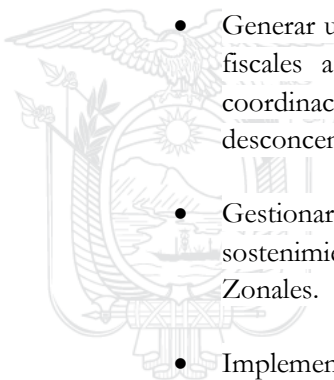 • Generar u
fiscales a
coordinac
desconcen
• Gestionar
sostenimie
Zonales.
• Implemen